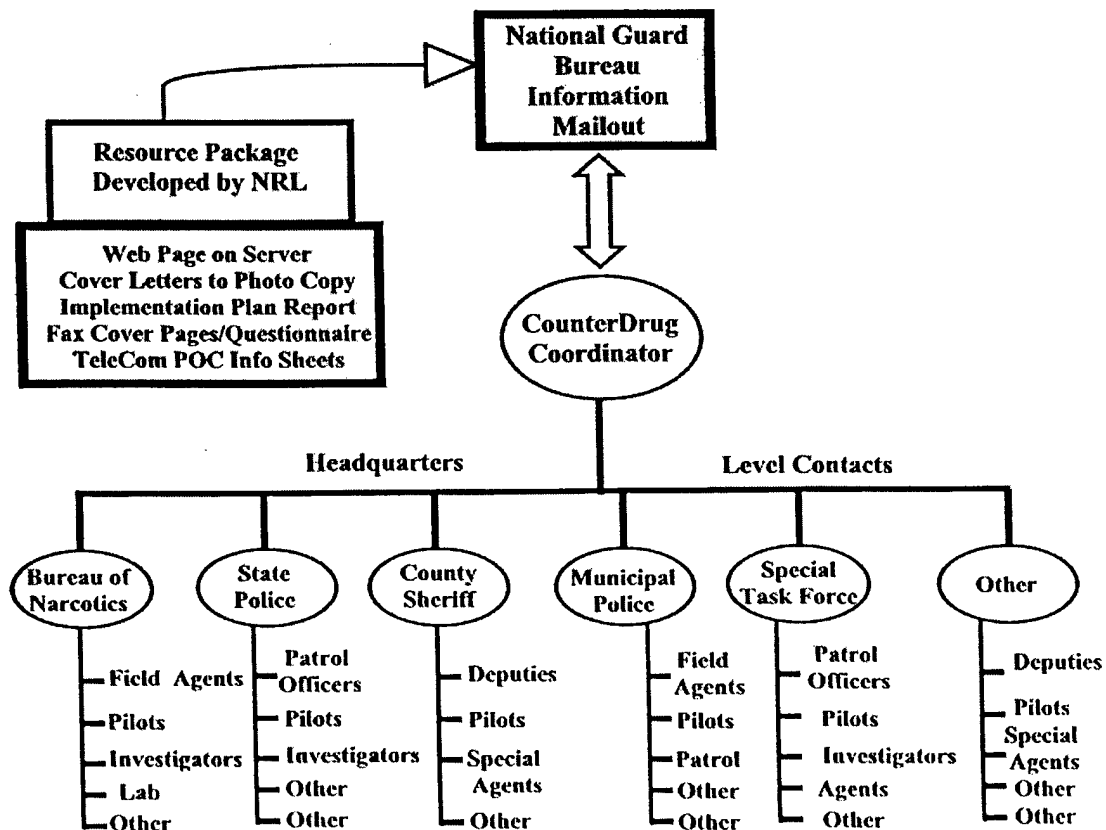 National Guard
Bureau
Information
Mailout
Resource Package
Developed by NRL
Web Page on Server
Cover Letters to Photo Copy
Implementation Plan Report
Fax Cover Pages/Questionnaire
TeleCom POC Info Sheets
CounterDrug
Coordinator
Headquarters
Level Contacts
Bureau of
Narcotics
Field Agents
Pilots
Investigators
Lab
Other
State
Police
Patrol
Officers
Pilots
Investigators
Other
Other
County
Sheriff
Deputies
Pilots
Special
Agents
Other
Municipal
Police
Field
Agents
Pilots
Patrol
Other
Other
Special
Task Force
Patrol
Officers
Pilots
Investigators
Agents
Other
Other
Deputies
Pilots
Special
Agents
Other
Other